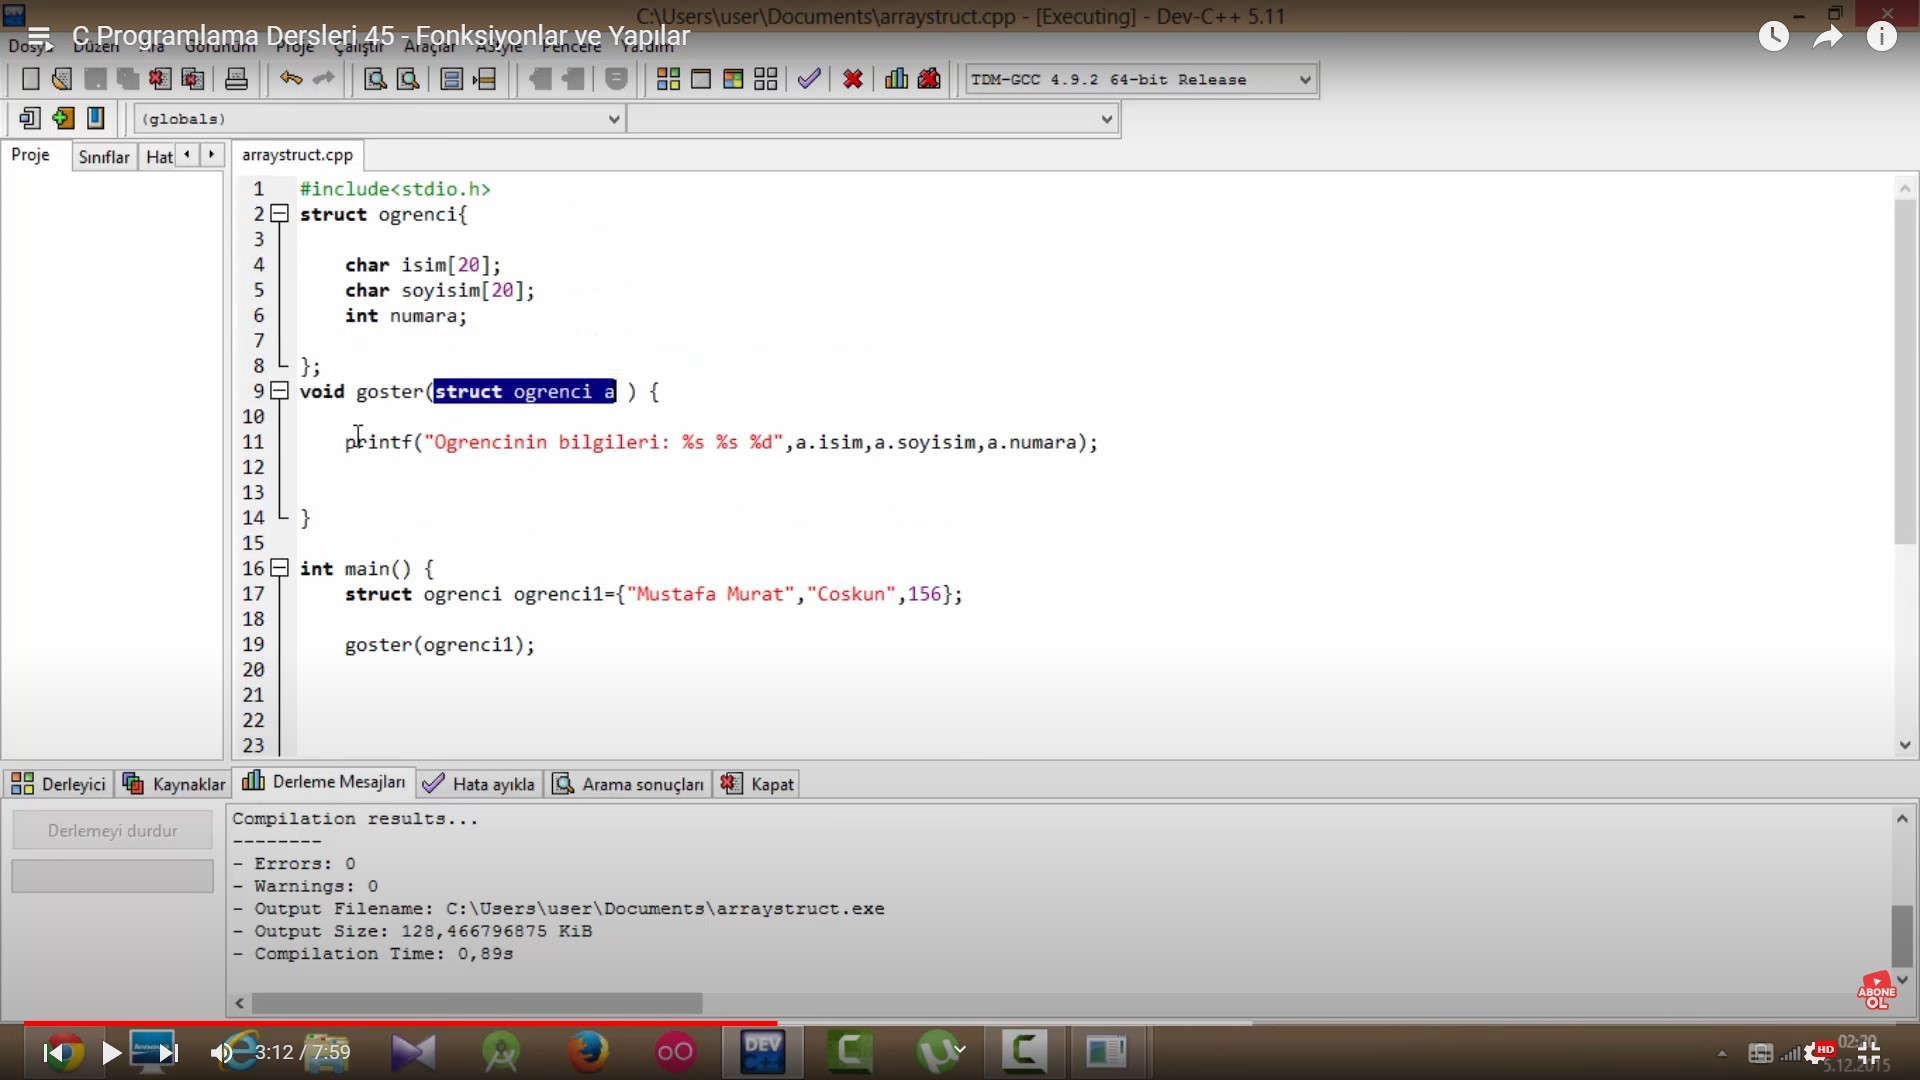 C:\Users\user\Documents\arraystruct.cpp - [Executing] - Dev-C++ 5.11
C Programlama Dersleri 45 - Fonksiyonlar ve Yapılar
Dosya Düzen Ara Görünüm Proje Çalıştır Araçlar AStyle Pencere Yardım
TDM-GCC 4.9.2 64-bit Release
(globals)
Proje Sınıflar Hat arraystruct.cpp
1 #include<stdio.h>
2 struct ogrenci{
3
4 char isim[20];
5 char soyisim[20];
6 int numara;
7
8 };
9 void goster(struct ogrenci a ) {
10
11 printf("Ogrencinin bilgileri: %s %s %d",a.isim,a.soyisim,a.numara);
12
13
14 }
15
16 int main() {
17 struct ogrenci ogrenci1={"Mustafa Murat","Coskun",156};
18
19 goster(ogrenci1);
20
21
22
23
Derleyici Kaynaklar Derleme Mesajları Hata ayıkla Arama sonuçları Kapat
Derlemeyi durdur
Compilation results...
--------
- Errors: 0
- Warnings: 0
- Output Filename: C:\Users\user\Documents\arraystruct.exe
- Output Size: 128,466796875 KiB
- Compilation Time: 0,89s
ABONE
OL
3:12 / 7:59
DEV
C++
HD
02:20
5.12.2015